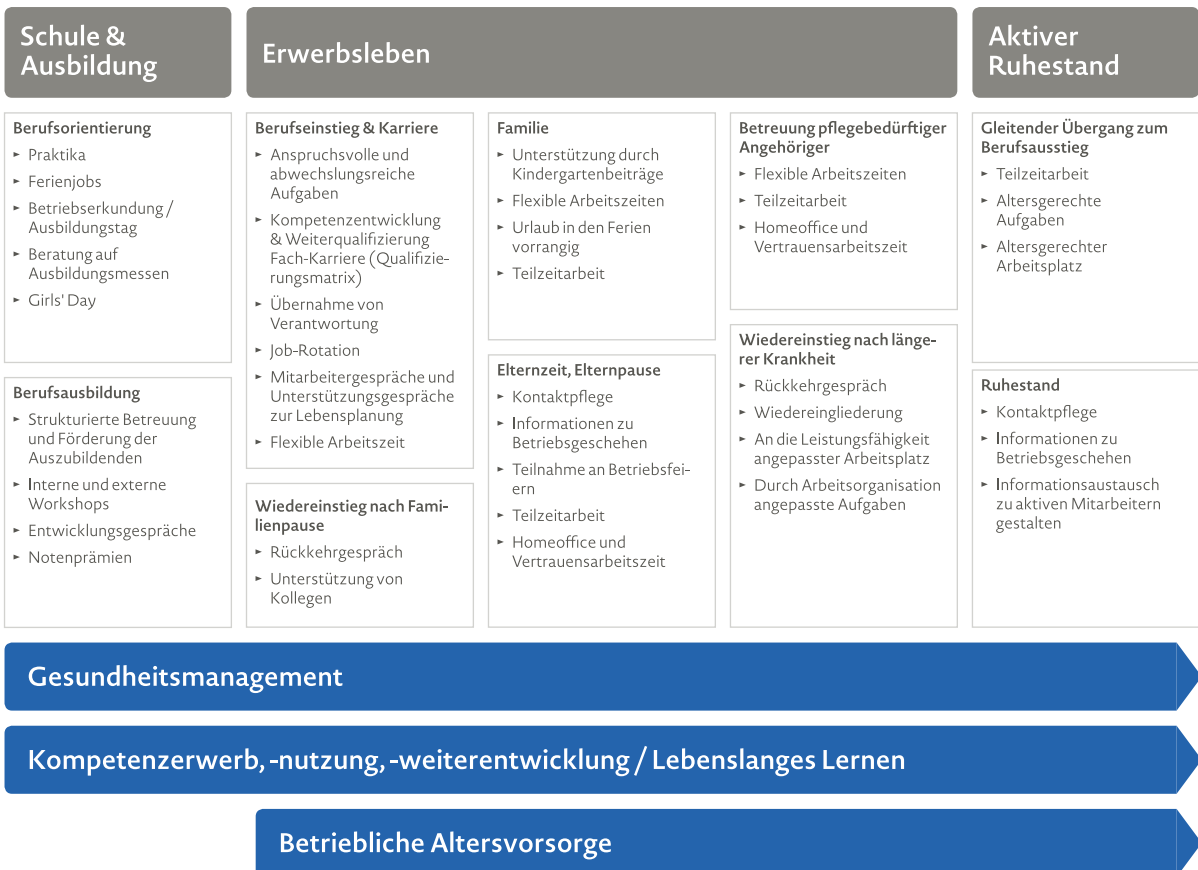 Schule &
Ausbildung
Erwerbsleben
Aktiver
Ruhestand
Berufsorientierung
► Praktika
► Ferienjobs
► Betriebserkundung /
Ausbildungstag
► Beratung auf
Ausbildungsmessen
► Girls' Day
Berufsausbildung
► Strukturierte Betreuung
und Förderung der
Auszubildenden
► Interne und externe
Workshops
► Entwicklungsgespräche
► Notenprämien
Berufseinstieg & Karriere
► Anspruchsvolle und
abwechslungsreiche
Aufgaben
► Kompetenzentwicklung
& Weiterqualifizierung
Fach-Karriere (Qualifizie-
rungsmatrix)
► Übernahme von
Verantwortung
► Job-Rotation
► Mitarbeitergespräche und
Unterstützungsgespräche
zur Lebensplanung
► Flexible Arbeitszeit
Wiedereinstieg nach Fami-
lienpause
► Rückkehrgespräch
► Unterstützung von
Kollegen
Familie
► Unterstützung durch
Kindergartenbeiträge
► Flexible Arbeitszeiten
► Urlaub in den Ferien
vorrangig
► Teilzeitarbeit
Elternzeit, Elternpause
► Kontaktpflege
► Informationen zu
Betriebsgeschehen
► Teilnahme an Betriebsfei-
ern
► Teilzeitarbeit
► Homeoffice und
Vertrauensarbeitszeit
Betreuung pflegebedürftiger
Angehöriger
► Flexible Arbeitszeiten
► Teilzeitarbeit
► Homeoffice und
Vertrauensarbeitszeit
Wiedereinstieg nach länge-
rer Krankheit
► Rückkehrgespräch
► Wiedereingliederung
► An die Leistungsfähigkeit
angepasster Arbeitsplatz
► Durch Arbeitsorganisation
angepasste Aufgaben
Gleitender Übergang zum
Berufsausstieg
► Teilzeitarbeit
► Altersgerechte
Aufgaben
► Altersgerechter
Arbeitsplatz
Ruhestand
► Kontaktpflege
► Informationen zu
Betriebsgeschehen
► Informationsaustausch
zu aktiven Mitarbeitern
gestalten
Gesundheitsmanagement
Kompetenzerwerb, -nutzung, -weiterentwicklung / Lebenslanges Lernen
Betriebliche Altersvorsorge